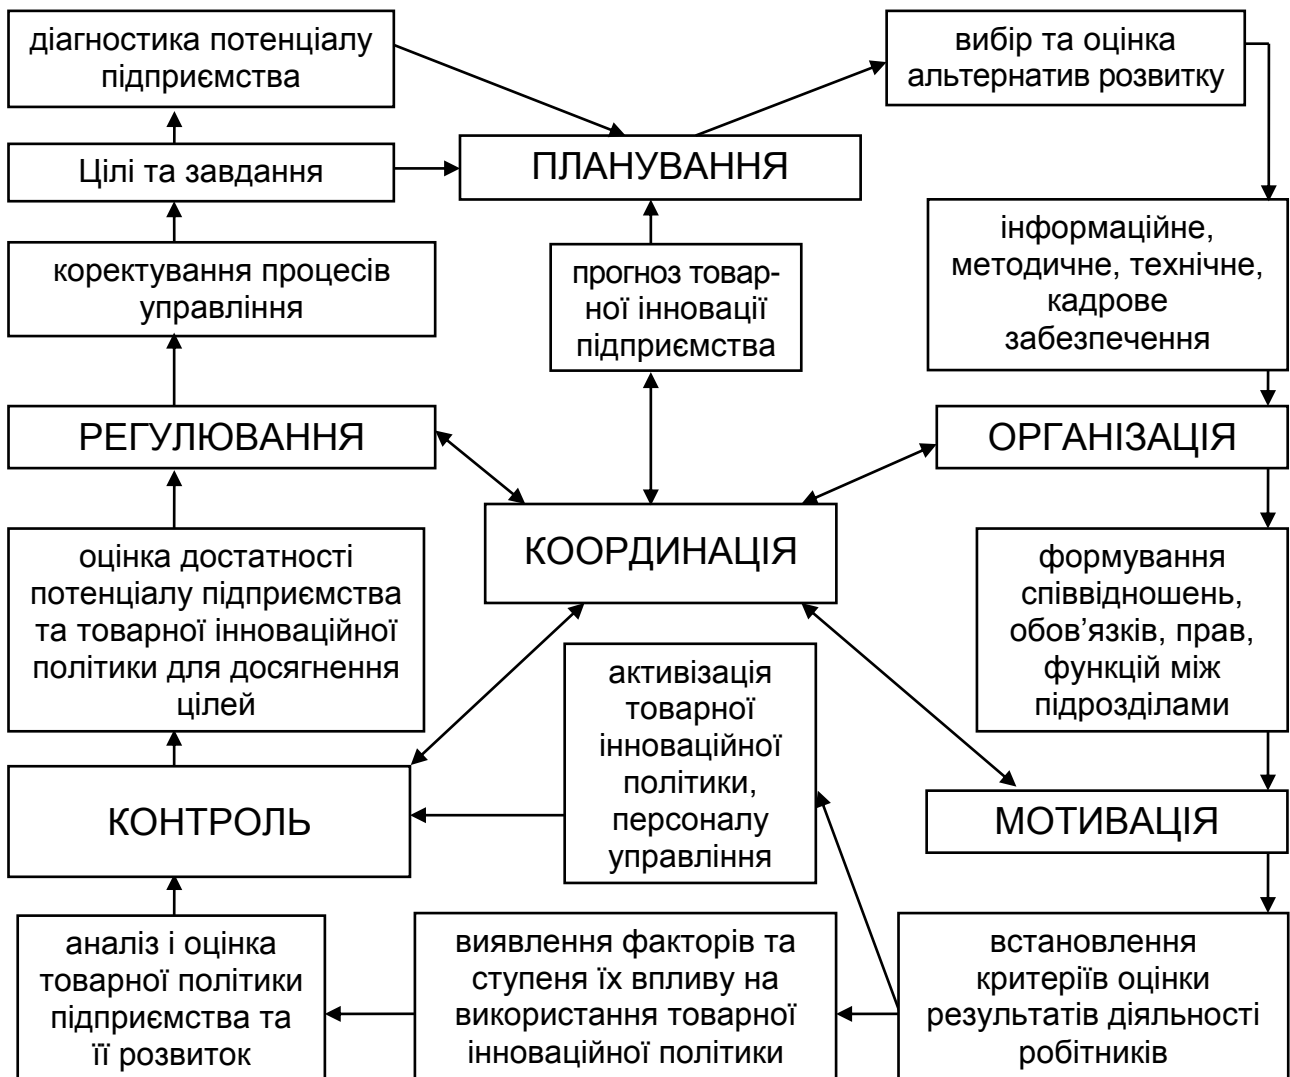 діагностика потенціалу
підприємства
вибір та оцінка
альтернатив розвитку
Цілі та завдання
ПЛАНУВАННЯ
коректування процесів
управління
прогноз товар-
ної інновації
підприємства
інформаційне,
методичне, технічне,
кадрове
забезпечення
РЕГУЛЮВАННЯ
ОРГАНІЗАЦІЯ
КООРДИНАЦІЯ
оцінка достатності
потенціалу підприємства
та товарної інноваційної
політики для досягнення
цілей
формування
співвідношень,
обов’язків, прав,
функцій між
підрозділами
активізація
товарної
інноваційної
політики,
персоналу
управління
КОНТРОЛЬ
МОТИВАЦІЯ
аналіз і оцінка
товарної політики
підприємства та
її розвиток
виявлення факторів та
ступеня їх впливу на
використання товарної
інноваційної політики
встановлення
критеріїв оцінки
результатів діяльності
робітників